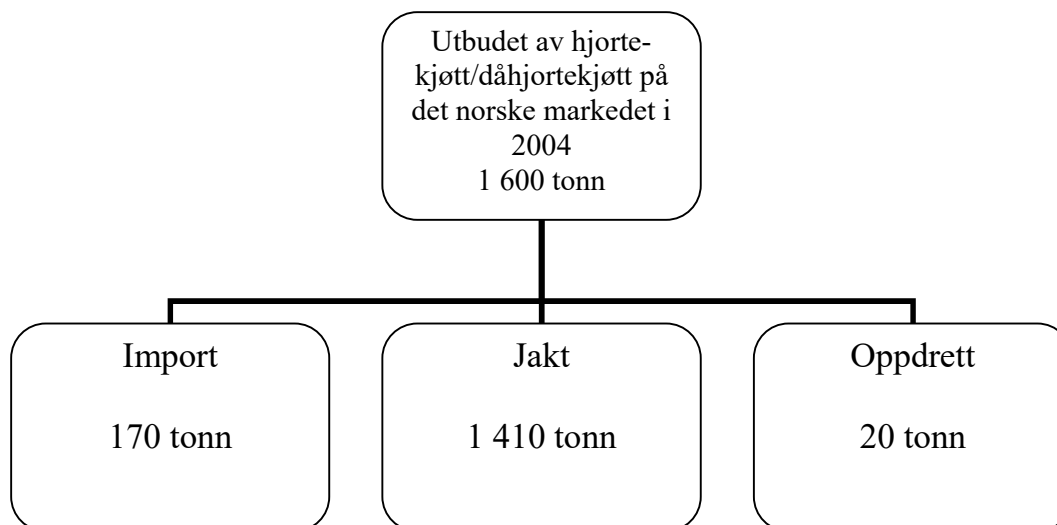 Utbudet av hjorte-
kjøtt/dåhjortekjøtt på
det norske markedet i
2004
1 600 tonn
Import
170 tonn
Jakt
1 410 tonn
Oppdrett
20 tonn